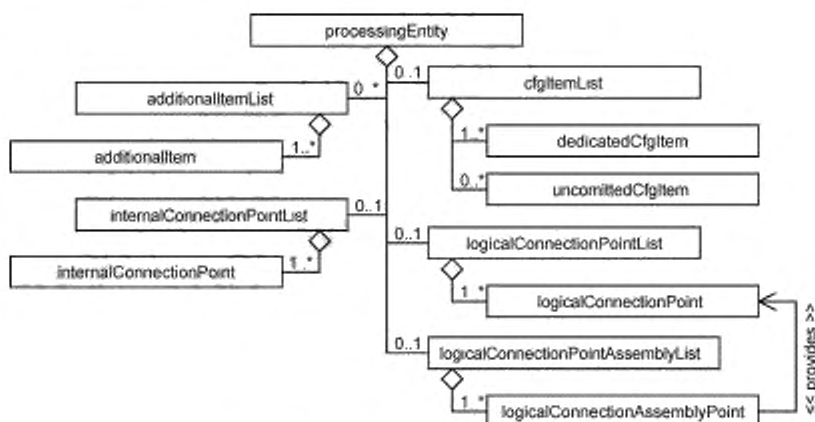 processingEntity
0..1
cfgItemList
0..*
additionalItemList
1..*
dedicatedCfgItem
1..*
additionalItem
0..*
uncomittedCfgItem
0..1
internalConnectionPointList
0..1
logicalConnectionPointList
1..*
internalConnectionPoint
1..*
logicalConnectionPoint
0..1
logicalConnectionPointAssemblyList
1..*
logicalConnectionAssemblyPoint
<< provides >>